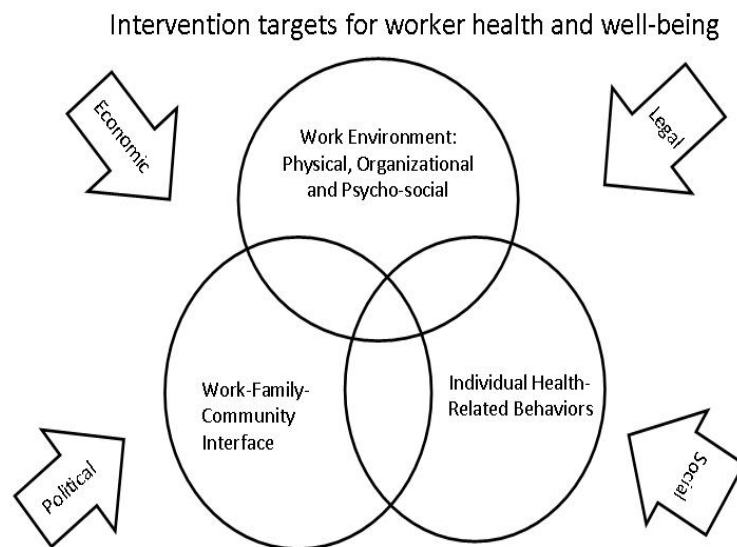 Intervention targets for worker health and well-being
Economic
Legal
Work Environment:
Physical, Organizational
and Psycho-social
Work-Family-
Community
Interface
Individual Health-
Related Behaviors
Political
Social